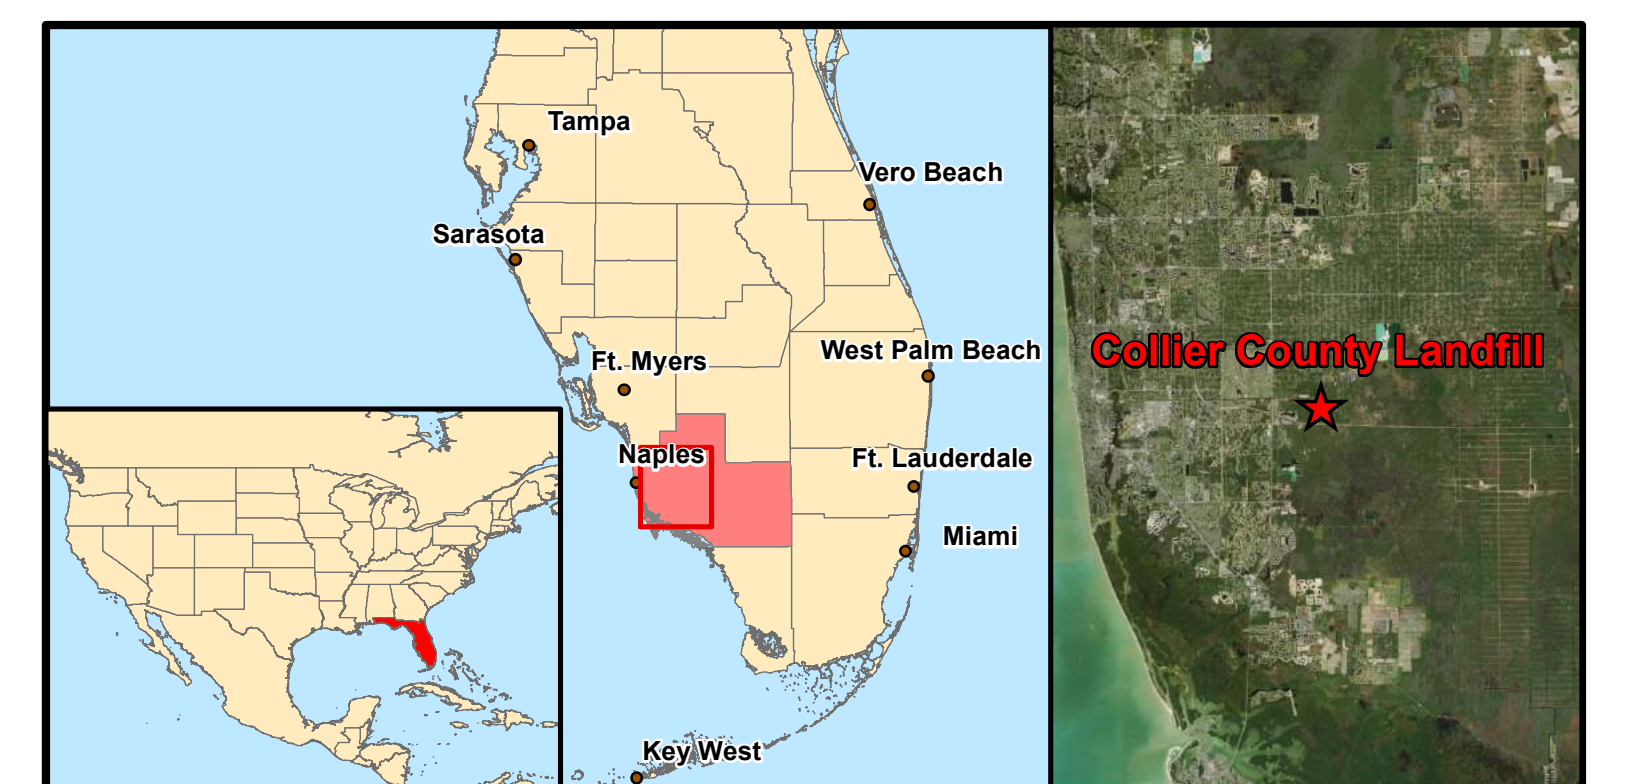 Tampa
Vero Beach
Sarasota
Ft. Myers
West Palm Beach
Collier County Landfill
Naples
Ft. Lauderdale
Miami
Key West